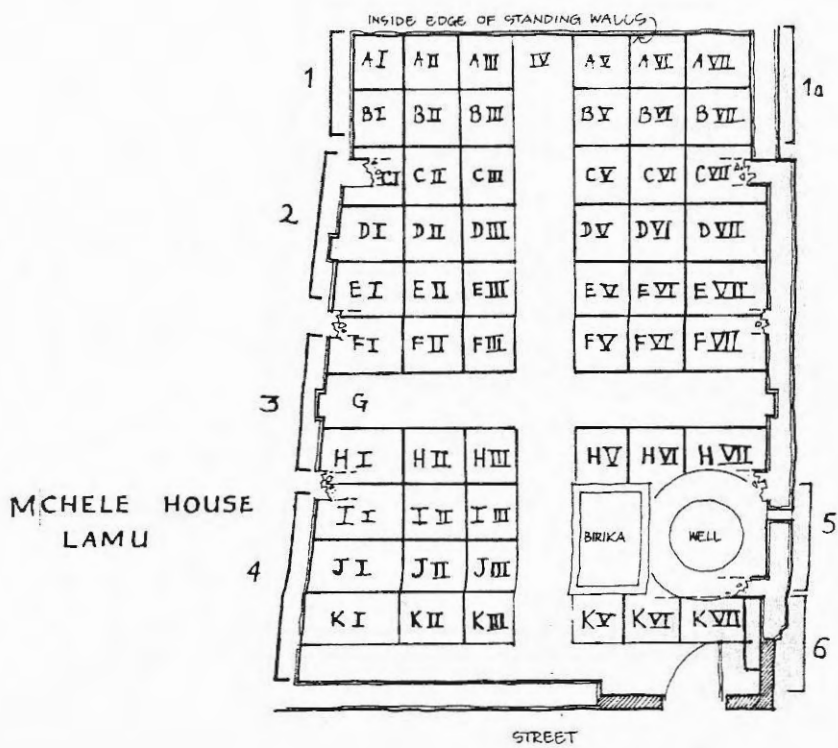 INSIDE EDGE OF STANDING WALLS
1 AI AII AIII IV AV AVI AVII 1a
BI BII BIII BV BVI BVII
CI CII CIII CV CVI CVII
2 DI DII DIII DV DVI DVII
EI EII EIII EV EVI EVII
FI FII FIII FV FVI FVII
3 G
HI HII HIII HV HVI HVII
MCHELE HOUSE
LAMU
II III IIII BIRIKA WELL 5
4 JI JII JIII
KI KII KIII KV KVI KVII
6
STREET